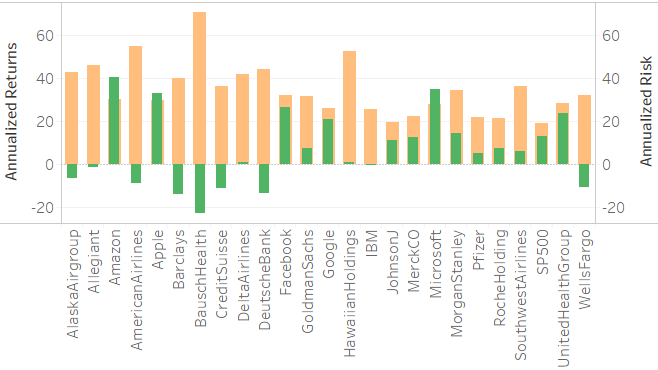 Annualized Returns
60
40
20
0
-20
60
40
20
0
-20
Annualized Risk
AlaskaAirgroup
Allegiant
Amazon
AmericanAirlines
Apple
Barclays
BauschHealth
CreditSuisse
DeltaAirlines
DeutscheBank
Facebook
GoldmanSachs
Google
HawaiianHoldings
IBM
JohnsonJ
MerckCO
Microsoft
MorganStanley
Pfizer
RocheHolding
SouthwestAirlines
SP500
UnitedHealthGroup
WellsFargo